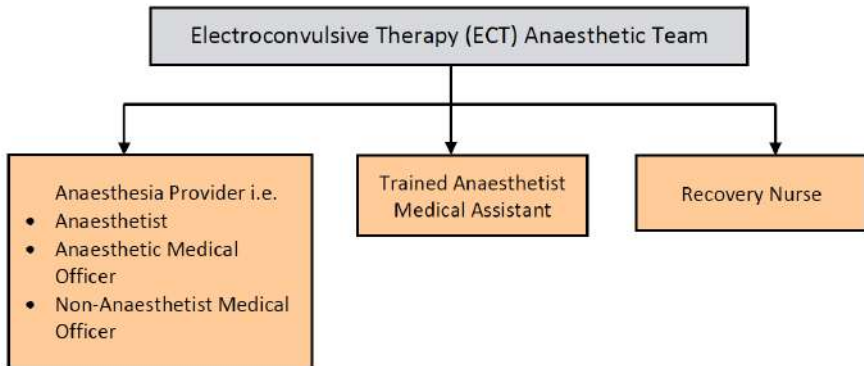 Electroconvulsive Therapy (ECT) Anaesthetic Team
Anaesthesia Provider i.e.
• Anaesthetist
• Anaesthetic Medical
Officer
• Non-Anaesthetist Medical
Officer
Trained Anaesthetist
Medical Assistant
Recovery Nurse